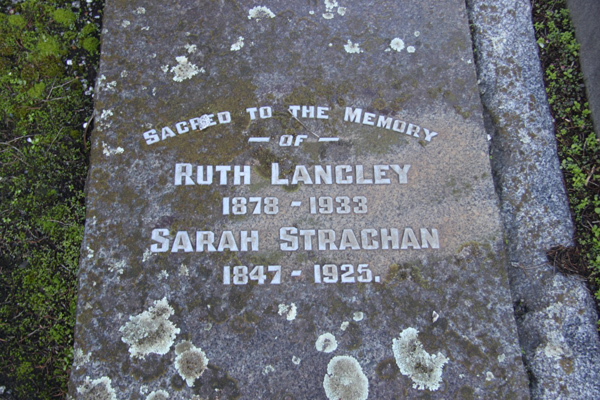 Sacred to the Memory
— of —
Ruth Langley
1878 - 1933
Sarah Strachan
1847 - 1925.